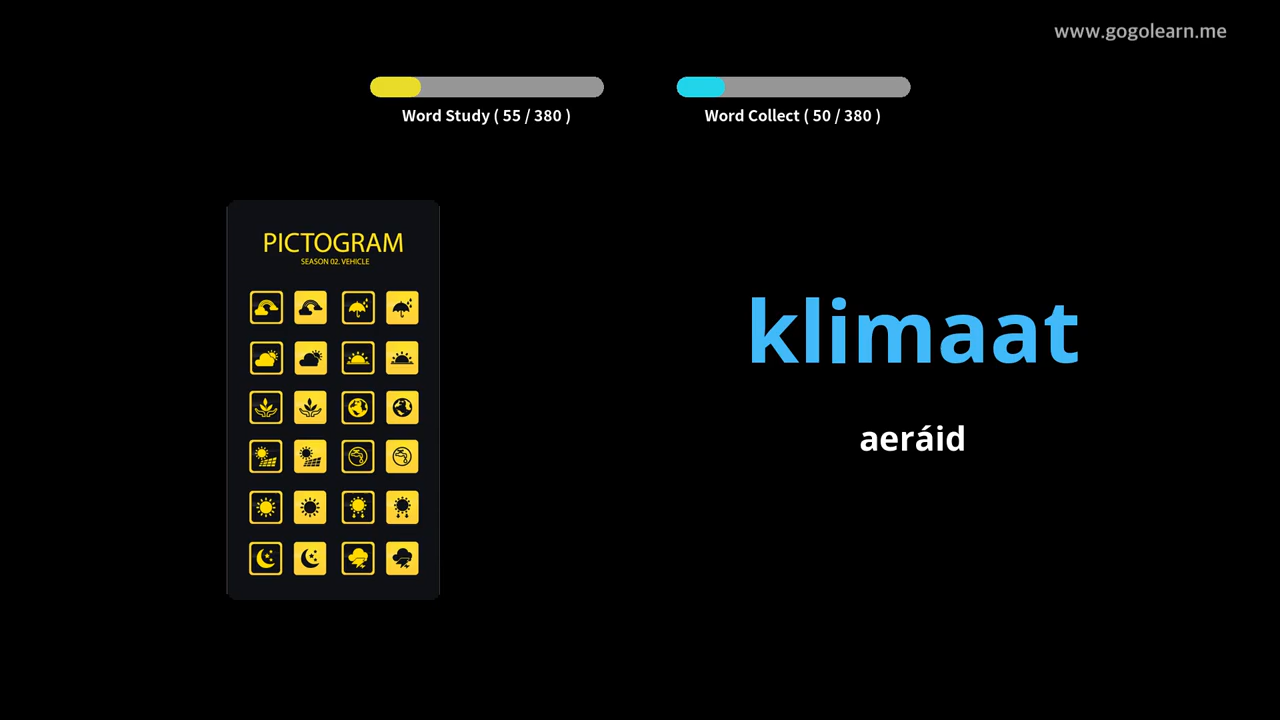 www.gogolearn.me
Word Study ( 55 / 380 )
Word Collect ( 50 / 380 )
PICTOGRAM
SEASON 02. VEHICLE
klimaat
aeráid